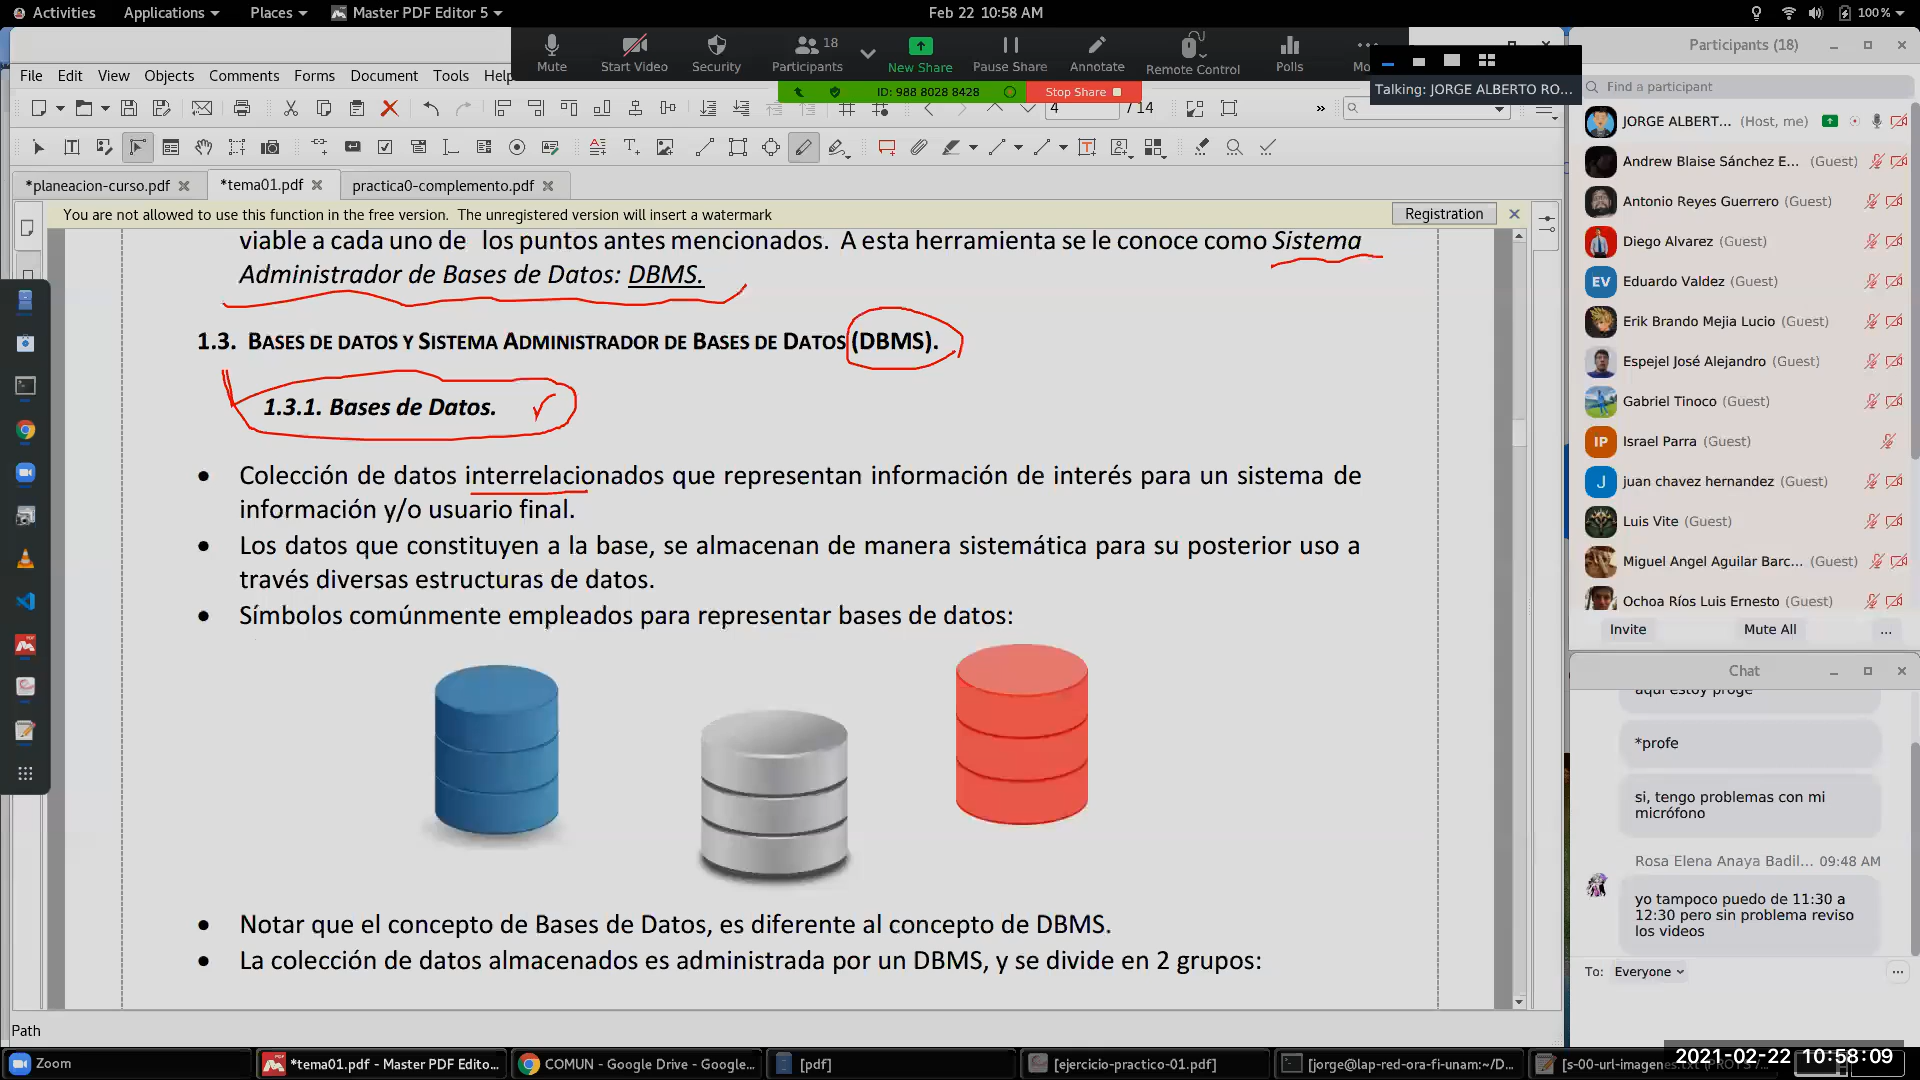 Activities
Applications
Places
Master PDF Editor 5
Feb 22 10:58 AM
100%
File Edit View Objects Comments Forms Document Tools Help
Mute
Start Video
Security
18
Participants
New Share
Pause Share
Annotate
Remote Control
Polls
ID: 988 8028 8428
Stop Share
Talking: JORGE ALBERTO RO...
4
/ 14
*planeacion-curso.pdf
*tema01.pdf
practica0-complemento.pdf
You are not allowed to use this function in the free version. The unregistered version will insert a watermark
Registration
viable a cada uno de los puntos antes mencionados. A esta herramienta se le conoce como Sistema
Administrador de Bases de Datos: DBMS.
1.3. BASES DE DATOS Y SISTEMA ADMINISTRADOR DE BASES DE DATOS (DBMS).
1.3.1. Bases de Datos.
• Colección de datos interrelacionados que representan información de interés para un sistema de
información y/o usuario final.
• Los datos que constituyen a la base, se almacenan de manera sistemática para su posterior uso a
través diversas estructuras de datos.
• Símbolos comúnmente empleados para representar bases de datos:
• Notar que el concepto de Bases de Datos, es diferente al concepto de DBMS.
• La colección de datos almacenados es administrada por un DBMS, y se divide en 2 grupos:
Path
Participants (18)
Find a participant
JORGE ALBERT... (Host, me)
Andrew Blaise Sánchez E... (Guest)
Antonio Reyes Guerrero (Guest)
Diego Alvarez (Guest)
EV Eduardo Valdez (Guest)
Erik Brando Mejia Lucio (Guest)
Espejel José Alejandro (Guest)
Gabriel Tinoco (Guest)
IP Israel Parra (Guest)
J juan chavez hernandez (Guest)
Luis Vite (Guest)
Miguel Angel Aguilar Barc... (Guest)
Ochoa Ríos Luis Ernesto (Guest)
Invite
Mute All
...
Chat
aqui estoy proge
*profe
si, tengo problemas con mi
micrófono
Rosa Elena Anaya Badil... 09:48 AM
yo tampoco puedo de 11:30 a
12:30 pero sin problema reviso
los videos
To: Everyone
Zoom
*tema01.pdf - Master PDF Edito...
COMUN - Google Drive - Google...
[pdf]
[ejercicio-practico-01.pdf]
[jorge@lap-red-ora-fi-unam:~/D...
[s-00-url-imagenes.txt
2021-02-22 10:58:09